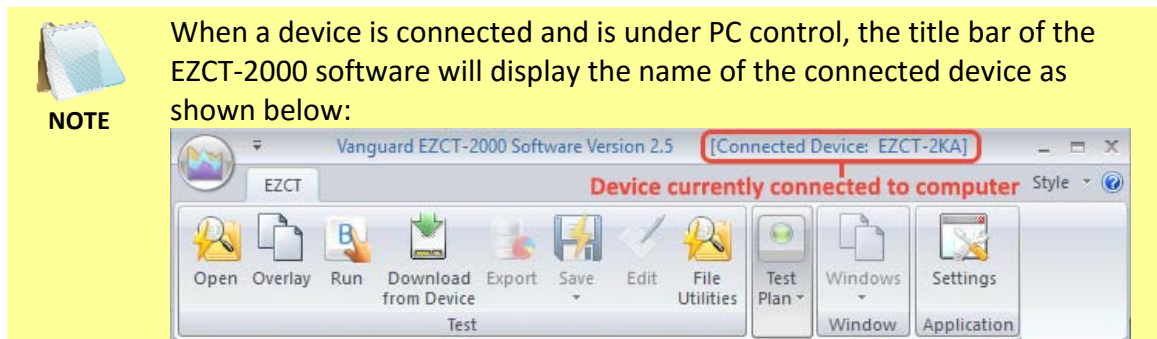 When a device is connected and is under PC control, the title bar of the
EZCT-2000 software will display the name of the connected device as
shown below:
NOTE
Vanguard EZCT-2000 Software Version 2.5 [Connected Device: EZCT-2KA]
EZCT
Device currently connected to computer
Style
B
Open Overlay Run Download from Device Export Save Edit File Utilities Test Plan Windows Settings
Test
Window
Application